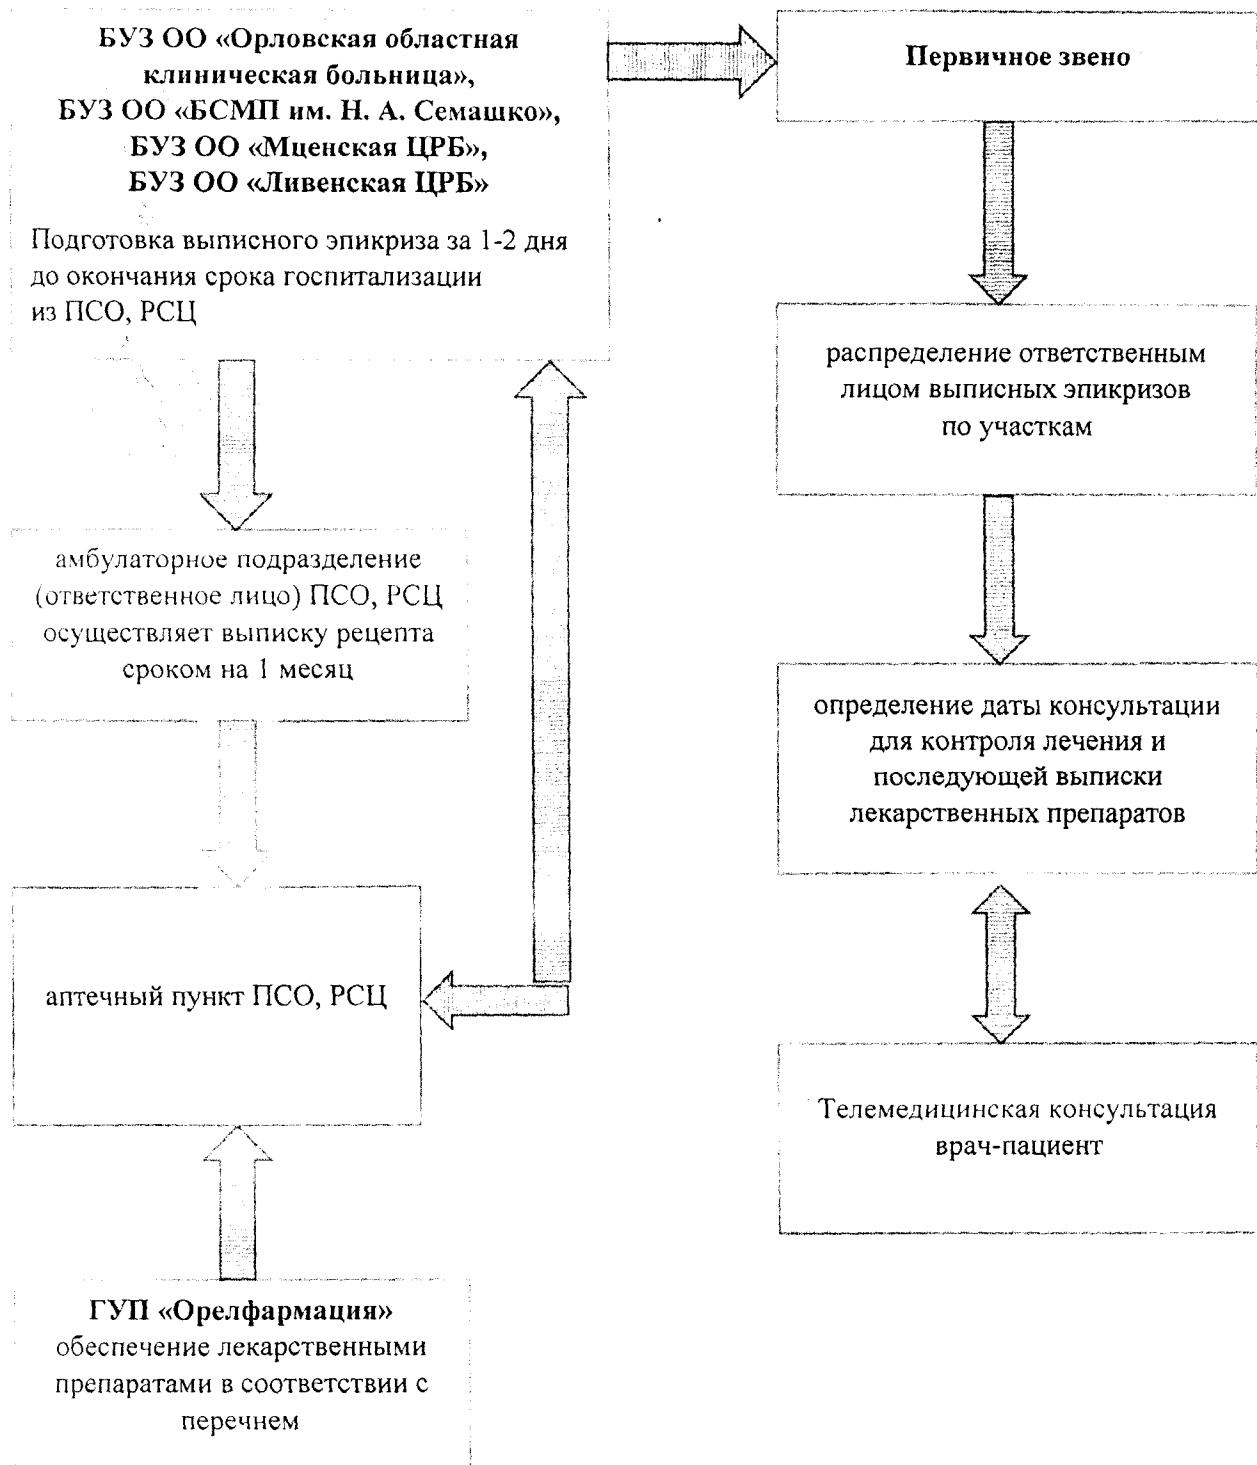 БУЗ ОО «Орловская областная
клиническая больница»,
БУЗ ОО «БСМП им. Н. А. Семашко»,
БУЗ ОО «Мценская ЦРБ»,
БУЗ ОО «Ливенская ЦРБ»
Подготовка выписного эпикриза за 1-2 дня
до окончания срока госпитализации
из ПСО, РСЦ
амбулаторное подразделение
(ответственное лицо) ПСО, РСЦ
осуществляет выписку рецепта
сроком на 1 месяц
аптечный пункт ПСО, РСЦ
ГУП «Орелфармация»
обеспечение лекарственными
препаратами в соответствии с
перечнем
Первичное звено
распределение ответственным
лицом выписных эпикризов
по участкам
определение даты консультации
для контроля лечения и
последующей выписки
лекарственных препаратов
Телемедицинская консультация
врач-пациент